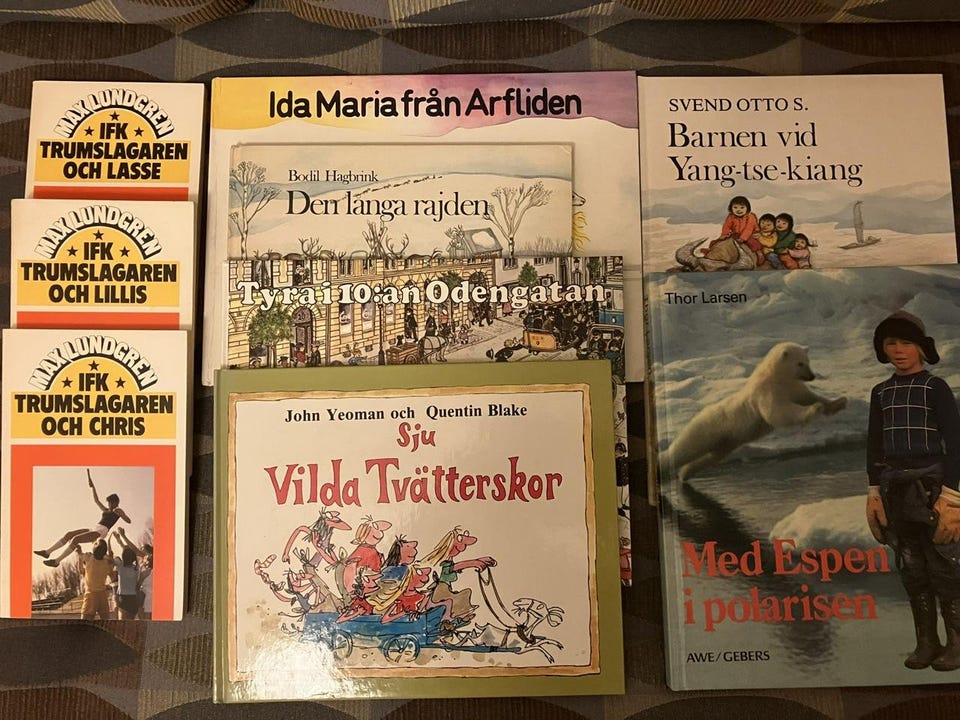 MAX LUNDGREN
IFK
TRUMSLAGAREN
OCH LASSE
MAX LUNDGREN
IFK
TRUMSLAGAREN
OCH LILLIS
MAX LUNDGREN
IFK
TRUMSLAGAREN
OCH CHRIS
Ida Maria från Arfliden
Bodil Hagbrink
Den långa rajden
Tyra i 10:an Odengatan
John Yeoman och Quentin Blake
Sju
Vilda Tvätterskor
SVEND OTTO S.
Barnen vid
Yang-tse-kiang
Thor Larsen
Med Espen
i polarisen
AWE/GEBERS